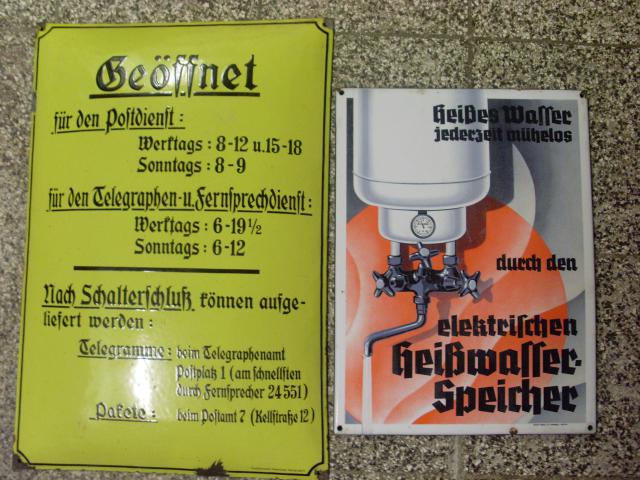 Geöffnet
für den Postdienst:
Werktags: 8-12 u. 15-18
Sonntags: 8-9
für den Telegraphen- u. Fernsprechdienst:
Werktags: 6-19½
Sonntags: 6-12
Nach Schalterschluß können aufge-
liefert werden:
Telegramme: beim Telegraphenamt
Postplatz 1 (am schnellsten
durch Fernsprecher 24551)
Pakete: beim Postamt 7 (Kellstraße 12)
Heißes Wasser
jederzeit mühelos
durch den
elektrischen
Heißwasser-
Speicher